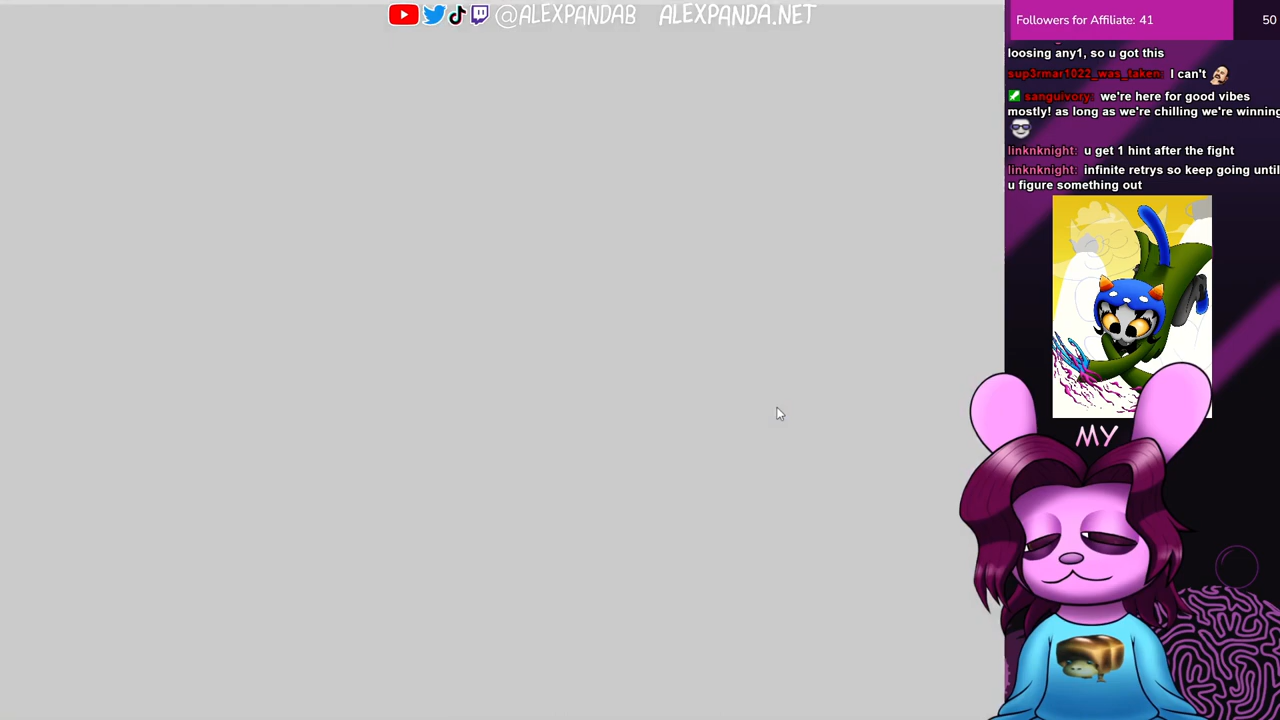 @ALEXPANDAB ALEXPANDA.NET
Followers for Affiliate: 41 50
loosing any1, so u got this
sup3rmar1022_was_taken: I can't
sanguivory: we're here for good vibes
mostly! as long as we're chilling we're winning
linknknight: u get 1 hint after the fight
linknknight: infinite retrys so keep going until
u figure something out
MY